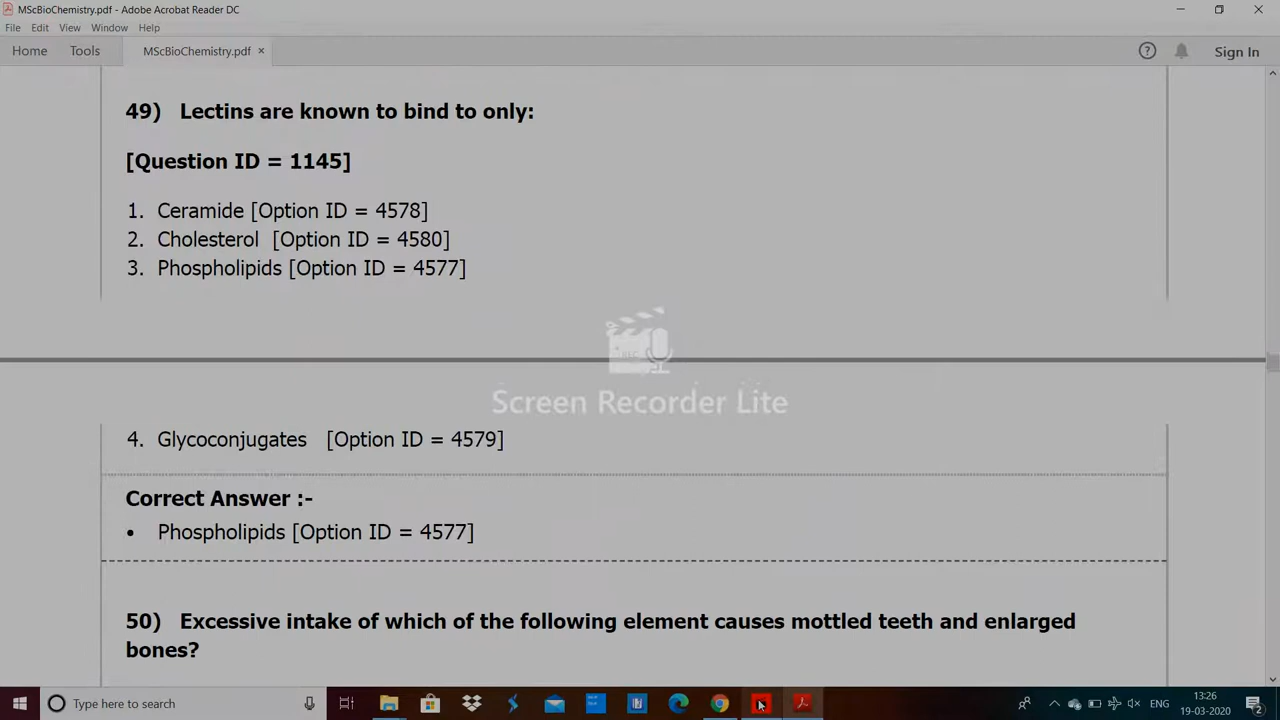 MScBioChemistry.pdf - Adobe Acrobat Reader DC
File Edit View Window Help
Home Tools MScBioChemistry.pdf × Sign In
49) Lectins are known to bind to only:
[Question ID = 1145]
1. Ceramide [Option ID = 4578]
2. Cholesterol [Option ID = 4580]
3. Phospholipids [Option ID = 4577]
REC
Screen Recorder Lite
4. Glycoconjugates [Option ID = 4579]
Correct Answer :-
• Phospholipids [Option ID = 4577]
50) Excessive intake of which of the following element causes mottled teeth and enlarged
bones?
Type here to search
ENG
13:26
19-03-2020
2